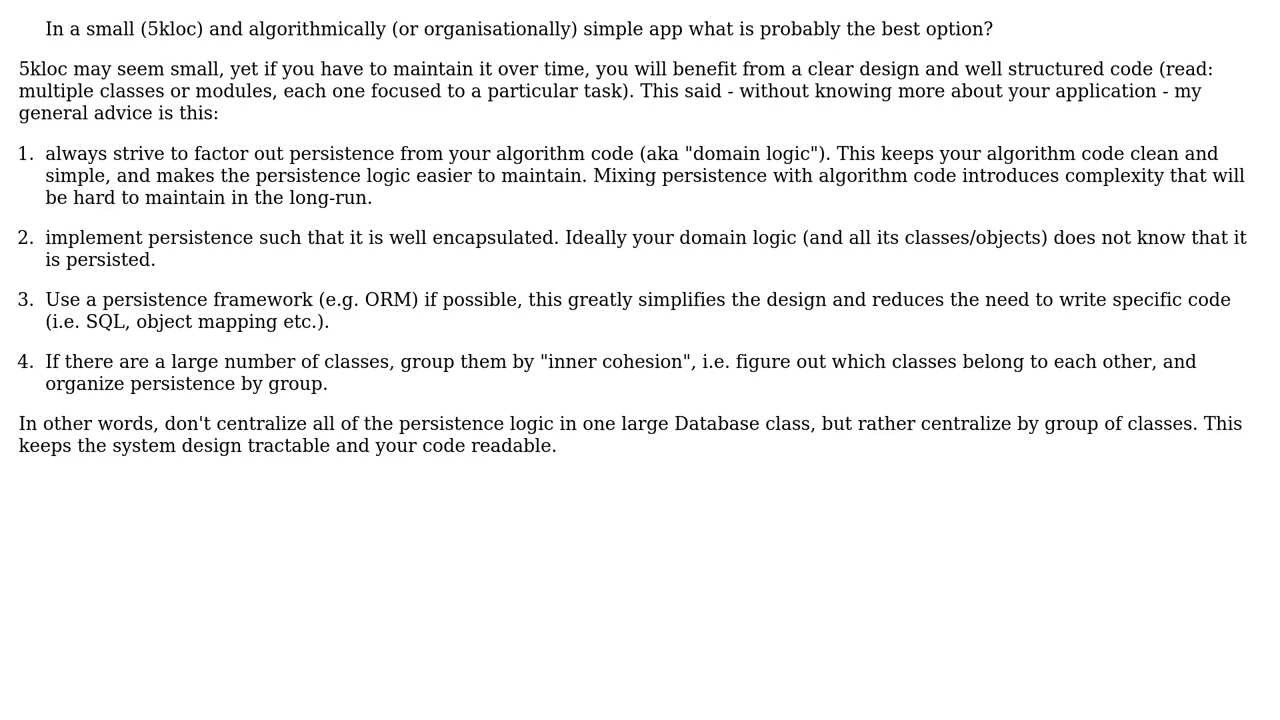 In a small (5kloc) and algorithmically (or organisationally) simple app what is probably the best option?
5kloc may seem small, yet if you have to maintain it over time, you will benefit from a clear design and well structured code (read:
multiple classes or modules, each one focused to a particular task). This said - without knowing more about your application - my
general advice is this:
1. always strive to factor out persistence from your algorithm code (aka "domain logic"). This keeps your algorithm code clean and
simple, and makes the persistence logic easier to maintain. Mixing persistence with algorithm code introduces complexity that will
be hard to maintain in the long-run.
2. implement persistence such that it is well encapsulated. Ideally your domain logic (and all its classes/objects) does not know that it
is persisted.
3. Use a persistence framework (e.g. ORM) if possible, this greatly simplifies the design and reduces the need to write specific code
(i.e. SQL, object mapping etc.).
4. If there are a large number of classes, group them by "inner cohesion", i.e. figure out which classes belong to each other, and
organize persistence by group.
In other words, don't centralize all of the persistence logic in one large Database class, but rather centralize by group of classes. This
keeps the system design tractable and your code readable.